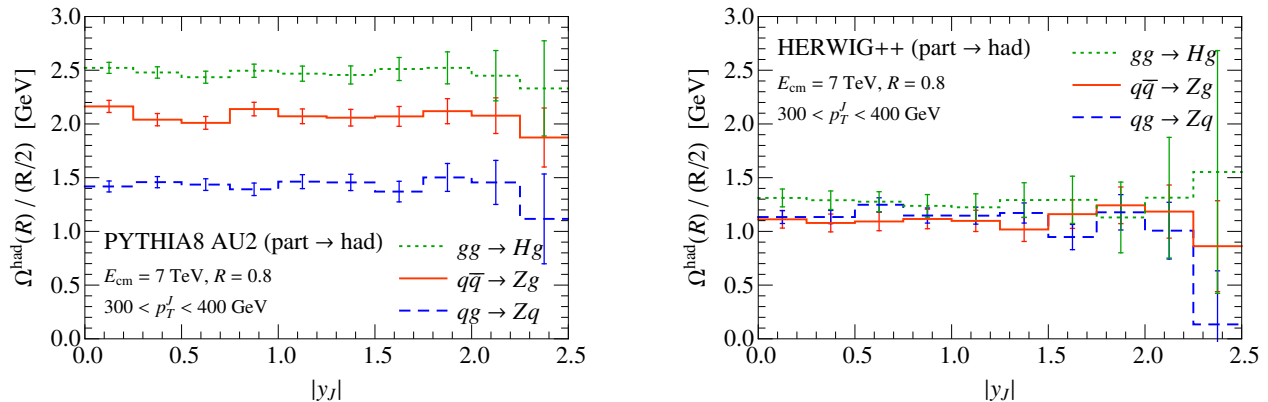 3.0
2.5
2.0
1.5
1.0
0.5
0.0
Ω^had(R) / (R/2) [GeV]
PYTHIA8 AU2 (part → had)
E_cm = 7 TeV, R = 0.8
300 < p_T^J < 400 GeV
gg → Hg
qq̅ → Zg
qg → Zq
0.0 0.5 1.0 1.5 2.0 2.5
|y_J|
3.0
2.5
2.0
1.5
1.0
0.5
0.0
Ω^had(R) / (R/2) [GeV]
HERWIG++ (part → had)
E_cm = 7 TeV, R = 0.8
300 < p_T^J < 400 GeV
gg → Hg
qq̅ → Zg
qg → Zq
0.0 0.5 1.0 1.5 2.0 2.5
|y_J|